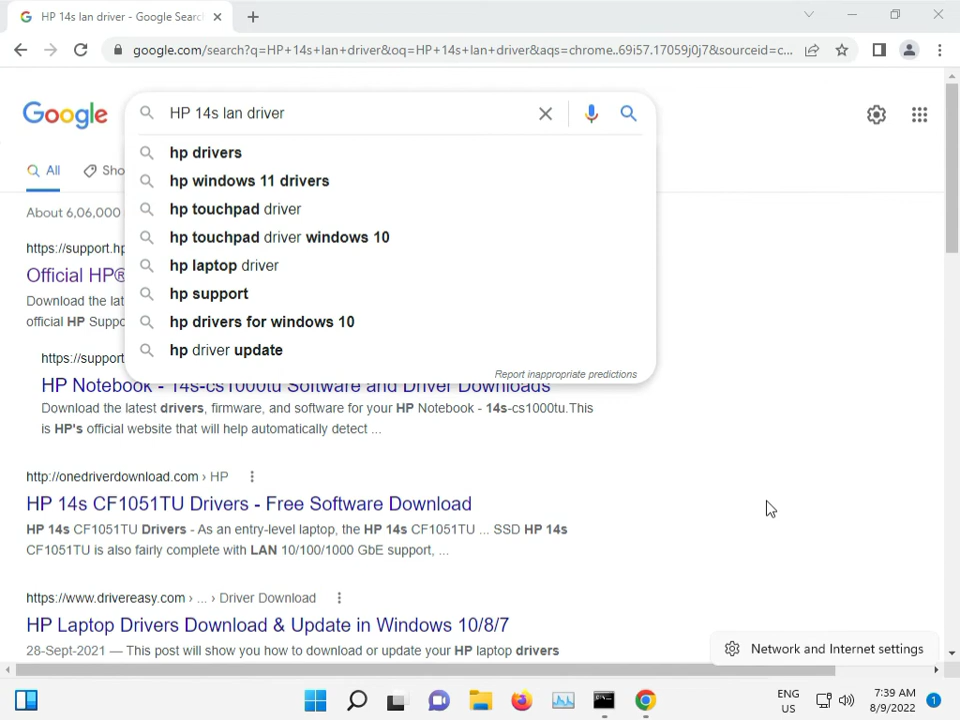 HP 14s lan driver - Google Searc
google.com/search?q=HP+14s+lan+driver&oq=HP+14s+lan+driver&aqs=chrome..69i57.17059j0j7&sourceid=c...
Google
HP 14s lan driver
hp drivers
hp windows 11 drivers
hp touchpad driver
hp touchpad driver windows 10
hp laptop driver
hp support
hp drivers for windows 10
hp driver update
Report inappropriate predictions
All
Sho
About 6,06,000
https://support.hp
Official HP®
Download the lat
official HP Suppo
https://support
HP Notebook - 14s-cs1000tu Software and Driver Downloads
Download the latest drivers, firmware, and software for your HP Notebook - 14s-cs1000tu.This
is HP's official website that will help automatically detect ...
http://onedriverdownload.com › HP
HP 14s CF1051TU Drivers - Free Software Download
HP 14s CF1051TU Drivers - As an entry-level laptop, the HP 14s CF1051TU ... SSD HP 14s
CF1051TU is also fairly complete with LAN 10/100/1000 GbE support, ...
https://www.drivereasy.com › ... › Driver Download
HP Laptop Drivers Download & Update in Windows 10/8/7
28-Sept-2021 — This post will show you how to download or update your HP laptop drivers
Network and Internet settings
ENG
US
7:39 AM
8/9/2022
1